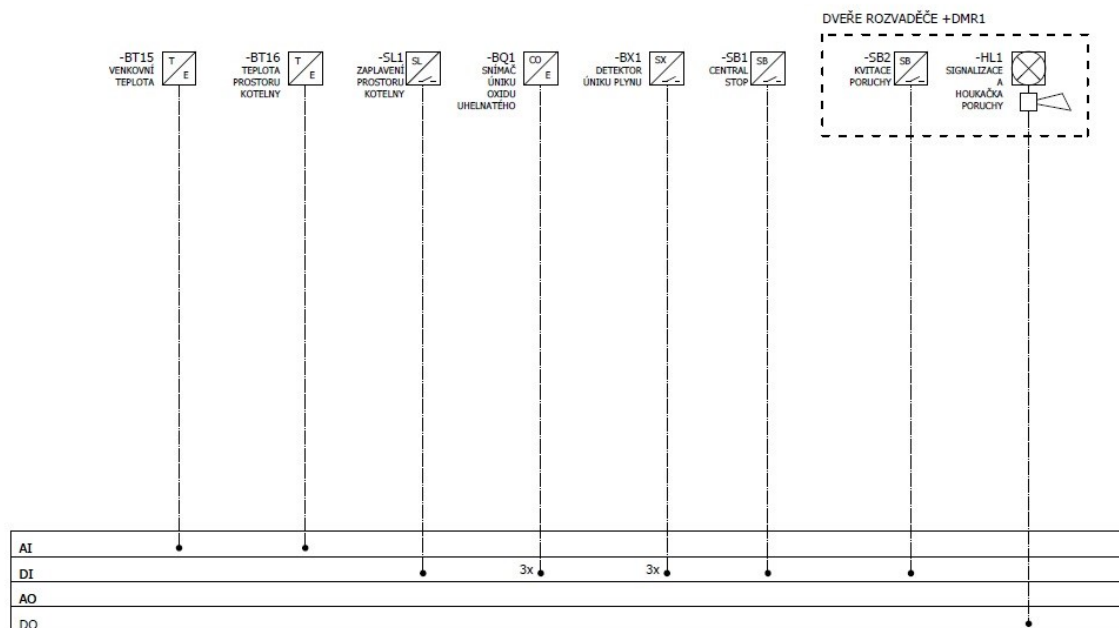 DVEŘE ROZVADĚČE +DMR1
-BT15
VENKOVNÍ
TEPLOTA
T
E
-BT16
TEPLOTA
PROSTORU
KOTELNY
T
E
-SL1
ZAPLAVENÍ
PROSTORU
KOTELNY
SL
-BQ1
SNÍMAČ
ÚNIKU
OXIDU
UHELNATÉHO
CO
E
-BX1
DETEKTOR
ÚNIKU PLYNU
SX
-SB1
CENTRAL
STOP
SB
-SB2
KVITACE
PORUCHY
SB
-HL1
SIGNALIZACE
A
HOUKAČKA
PORUCHY
AI
DI
3x
3x
AO
DO